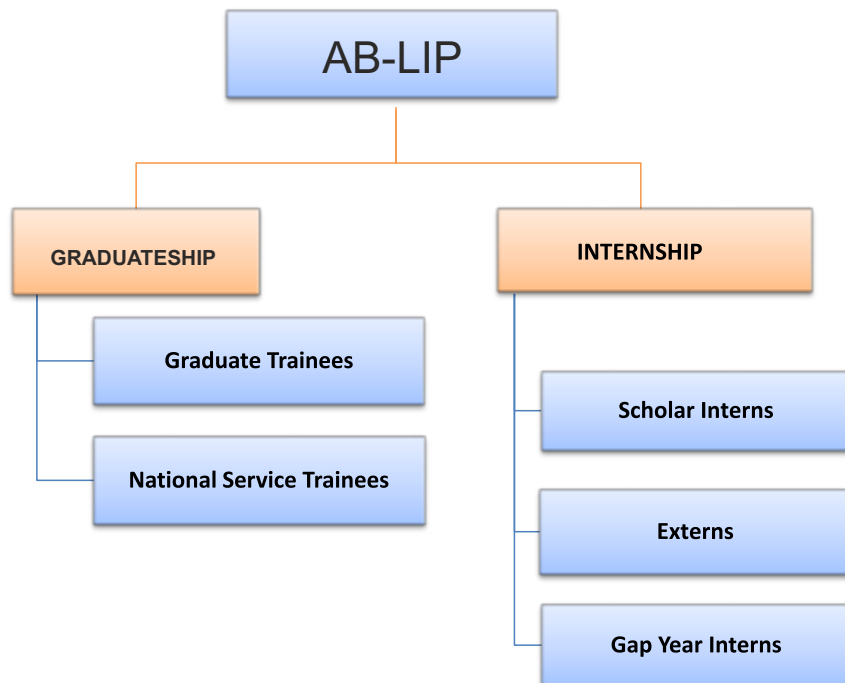 AB-LIP
GRADUATESHIP
Graduate Trainees
National Service Trainees
INTERNSHIP
Scholar Interns
Externs
Gap Year Interns